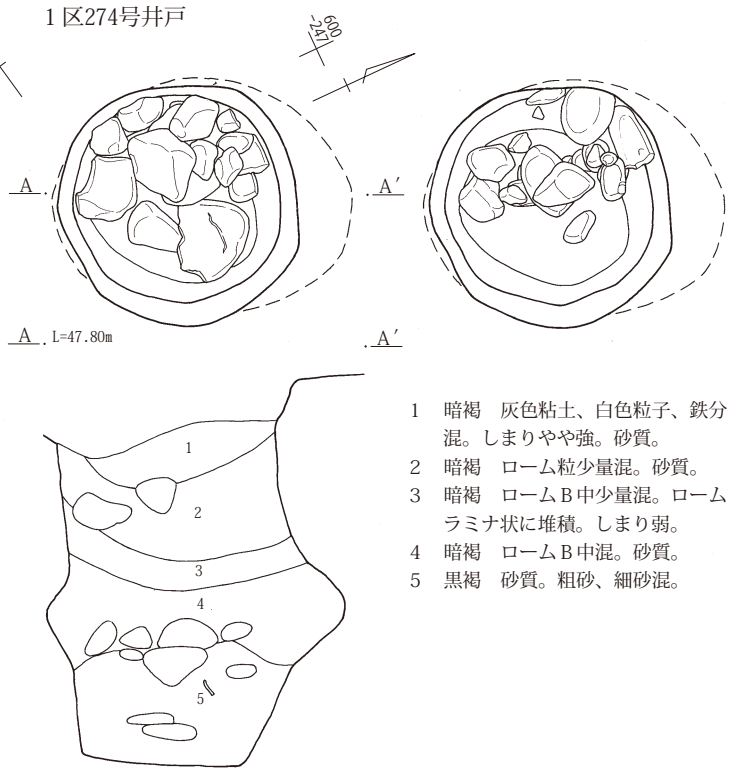 1区274号井戸
600
-247
A . . A′
A . L=47.80m . A′
1
2
3
4
5
1 暗褐 灰色粘土、白色粒子、鉄分
混。しまりやや強。砂質。
2 暗褐 ローム粒少量混。砂質。
3 暗褐 ロームB中少量混。ローム
ラミナ状に堆積。しまり弱。
4 暗褐 ロームB中混。砂質。
5 黒褐 砂質。粗砂、細砂混。